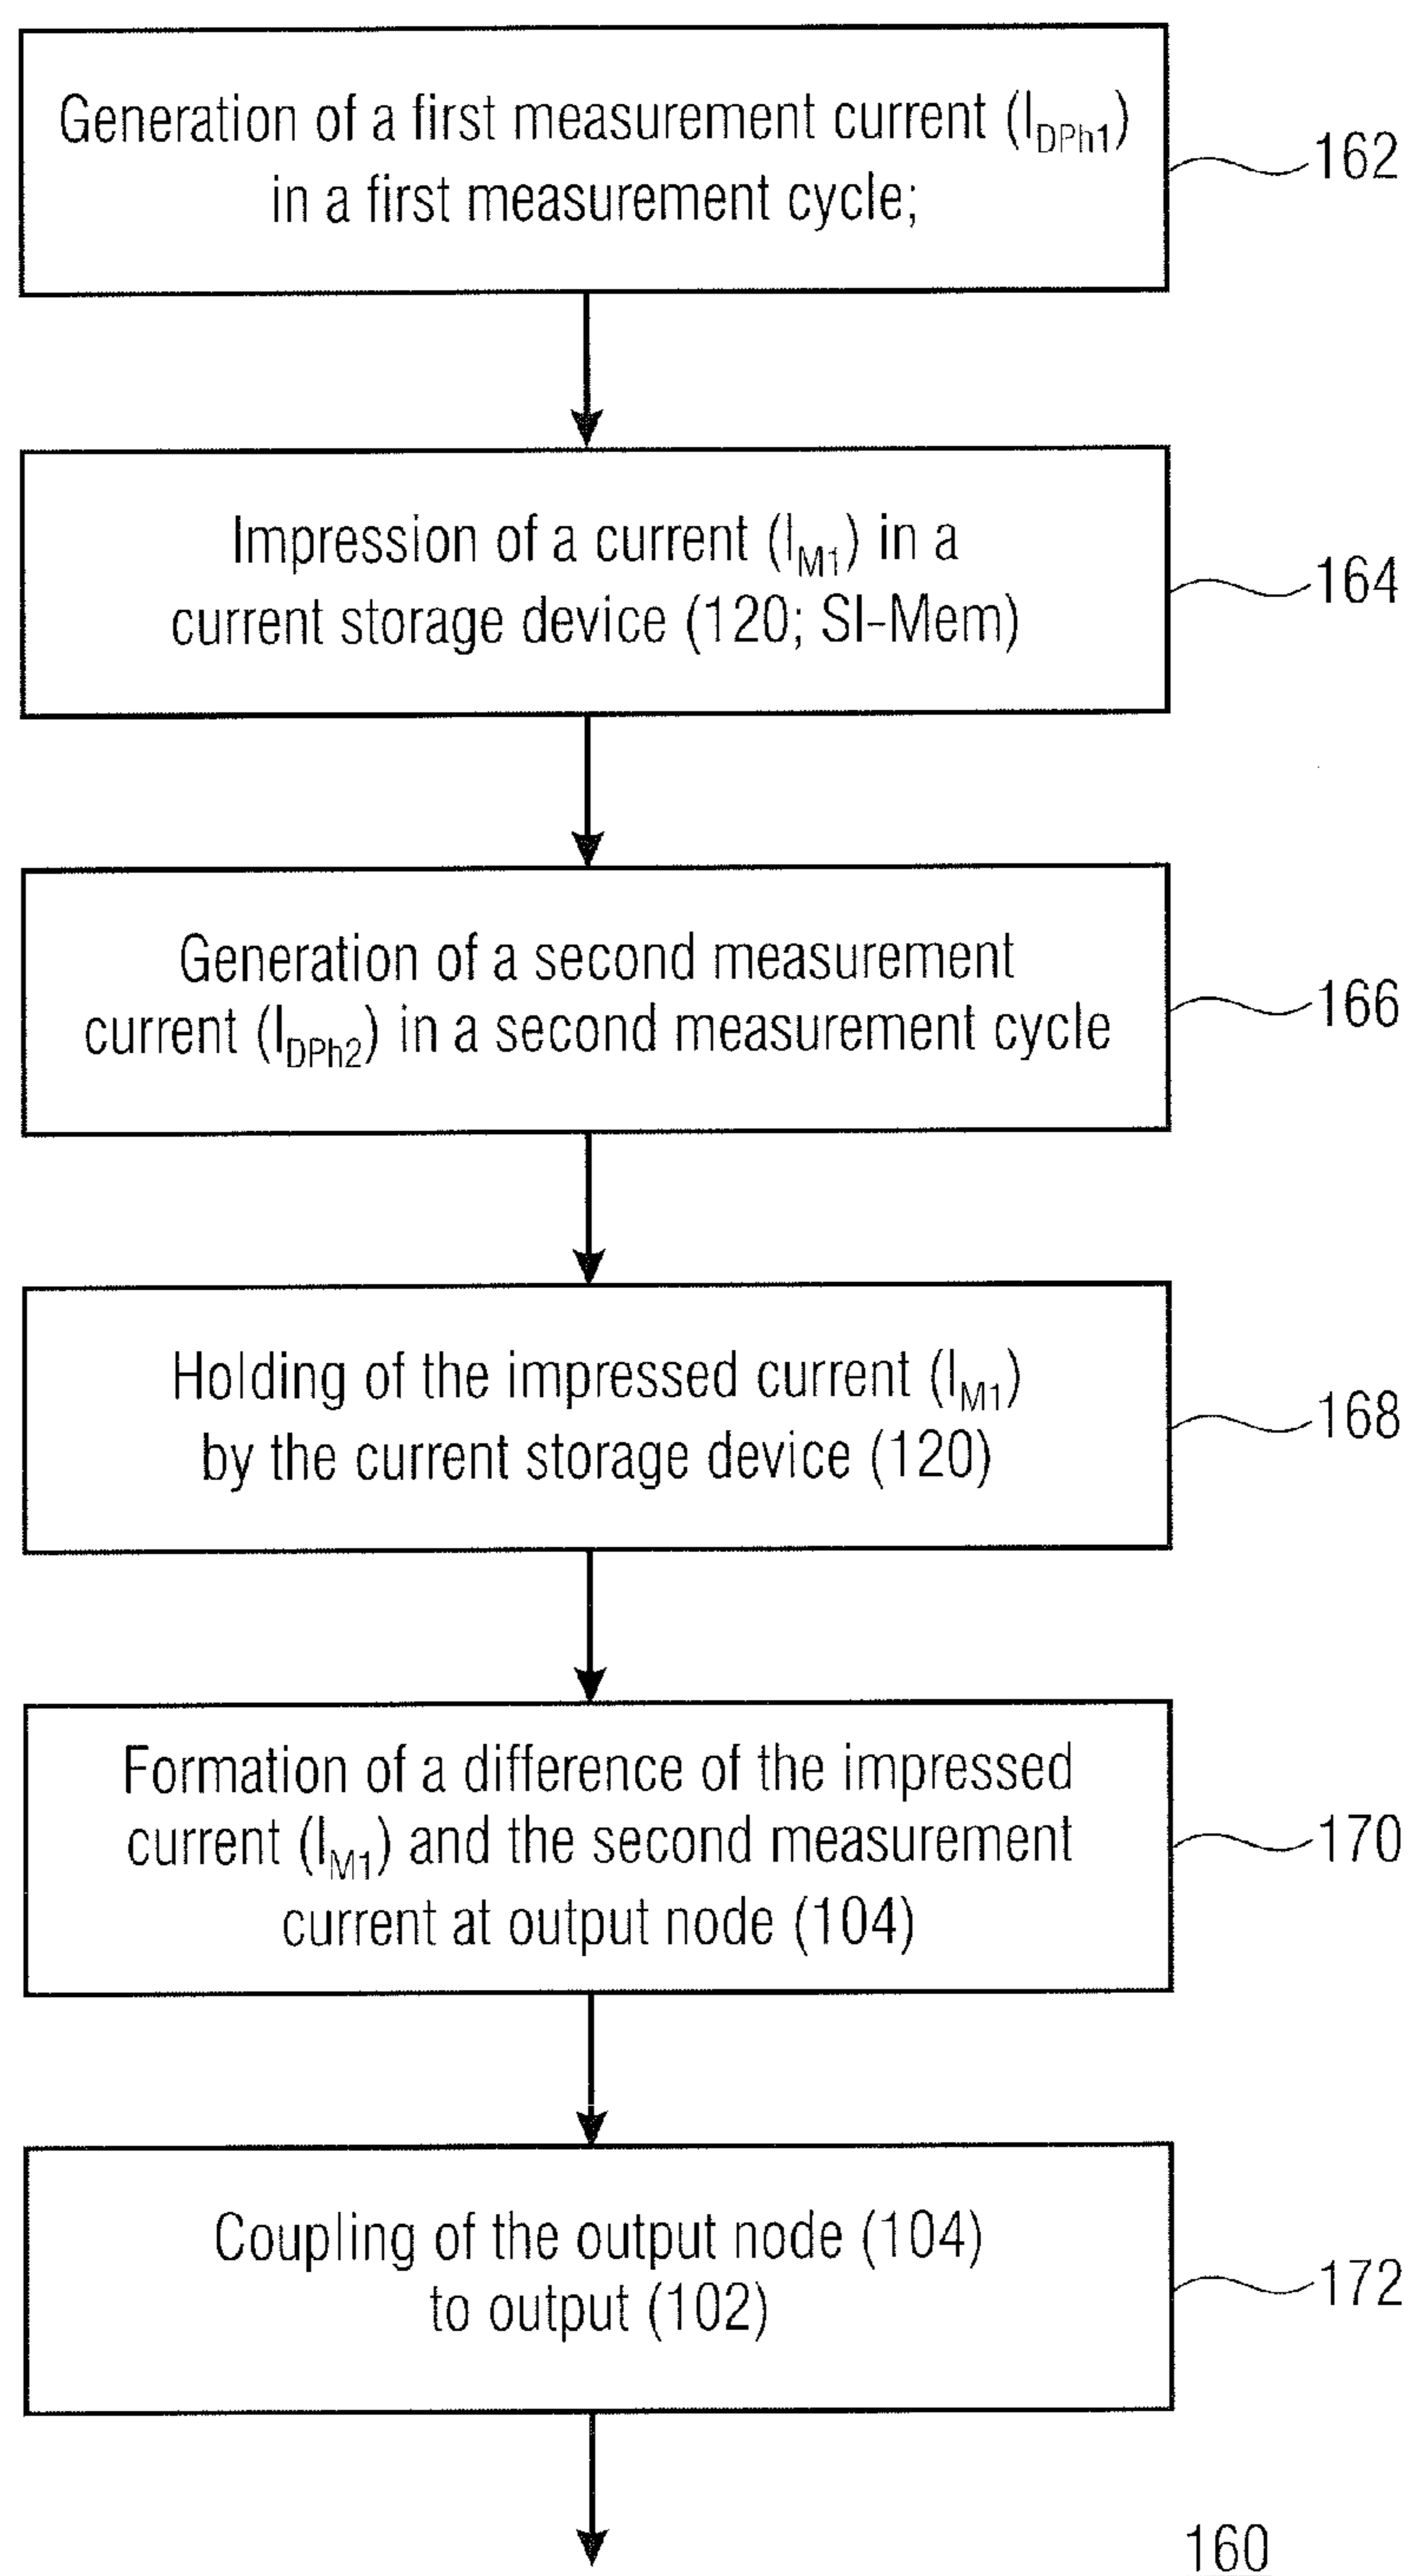 Generation of a first measurement current (I_DPh1)
in a first measurement cycle;
162
Impression of a current (I_M1) in a
current storage device (120; SI-Mem)
164
Generation of a second measurement
current (I_DPh2) in a second measurement cycle
166
Holding of the impressed current (I_M1)
by the current storage device (120)
168
Formation of a difference of the impressed
current (I_M1) and the second measurement
current at output node (104)
170
Coupling of the output node (104)
to output (102)
172
160